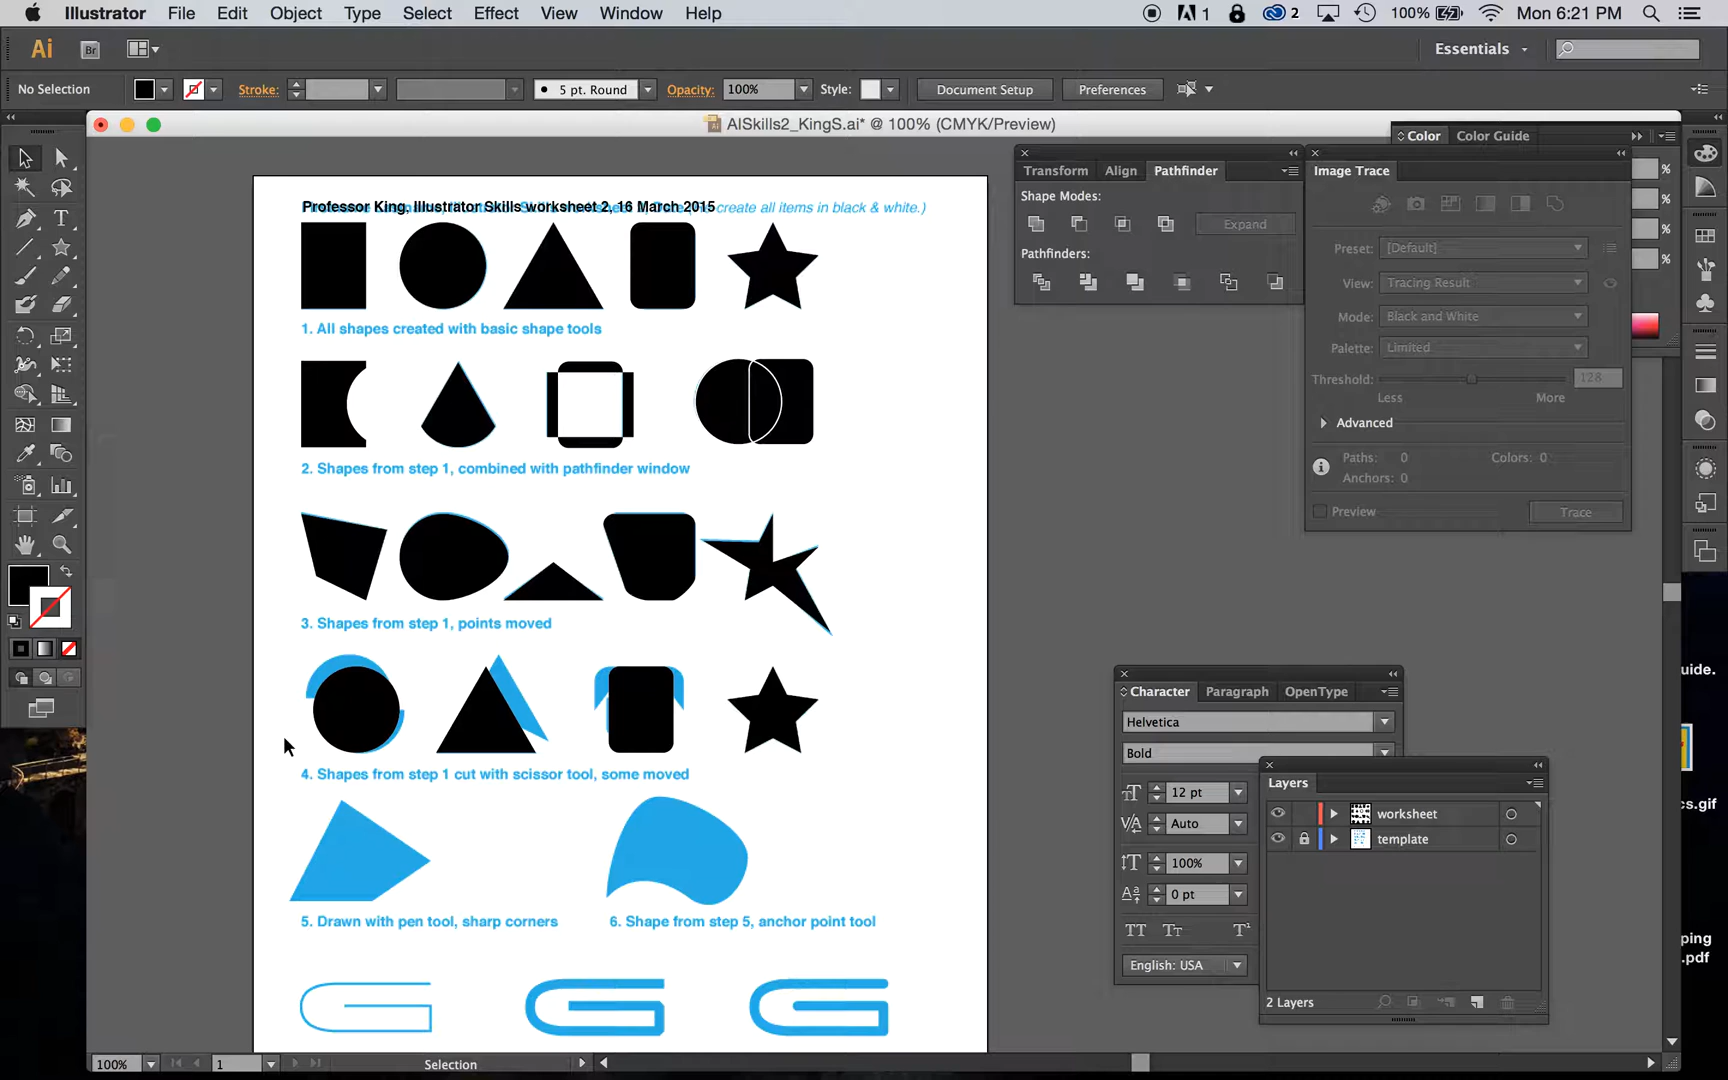 Illustrator File Edit Object Type Select Effect View Window Help 1 2 100% Mon 6:21 PM
Ai Br Essentials
No Selection Stroke: 5 pt. Round Opacity: 100% Style: Document Setup Preferences
AISkills2_KingS.ai* @ 100% (CMYK/Preview)
Color Color Guide
Transform Align Pathfinder
Shape Modes:
Expand
Pathfinders:
Image Trace
Preset: [Default]
View: Tracing Result
Mode: Black and White
Palette: Limited
Threshold: 128
Less More
Advanced
Paths: 0 Colors: 0
Anchors: 0
Preview Trace
%
%
%
%
Professor King, Illustrator Skills worksheet 2, 16 March 2015
create all items in black & white.)
1. All shapes created with basic shape tools
2. Shapes from step 1, combined with pathfinder window
3. Shapes from step 1, points moved
4. Shapes from step 1 cut with scissor tool, some moved
5. Drawn with pen tool, sharp corners
6. Shape from step 5, anchor point tool
Character Paragraph OpenType
Helvetica
Bold
12 pt
Auto
100%
0 pt
TT Tt T¹
English: USA
Layers
worksheet
template
2 Layers
uide.
cs.gif
ping
.pdf
100% 1 Selection